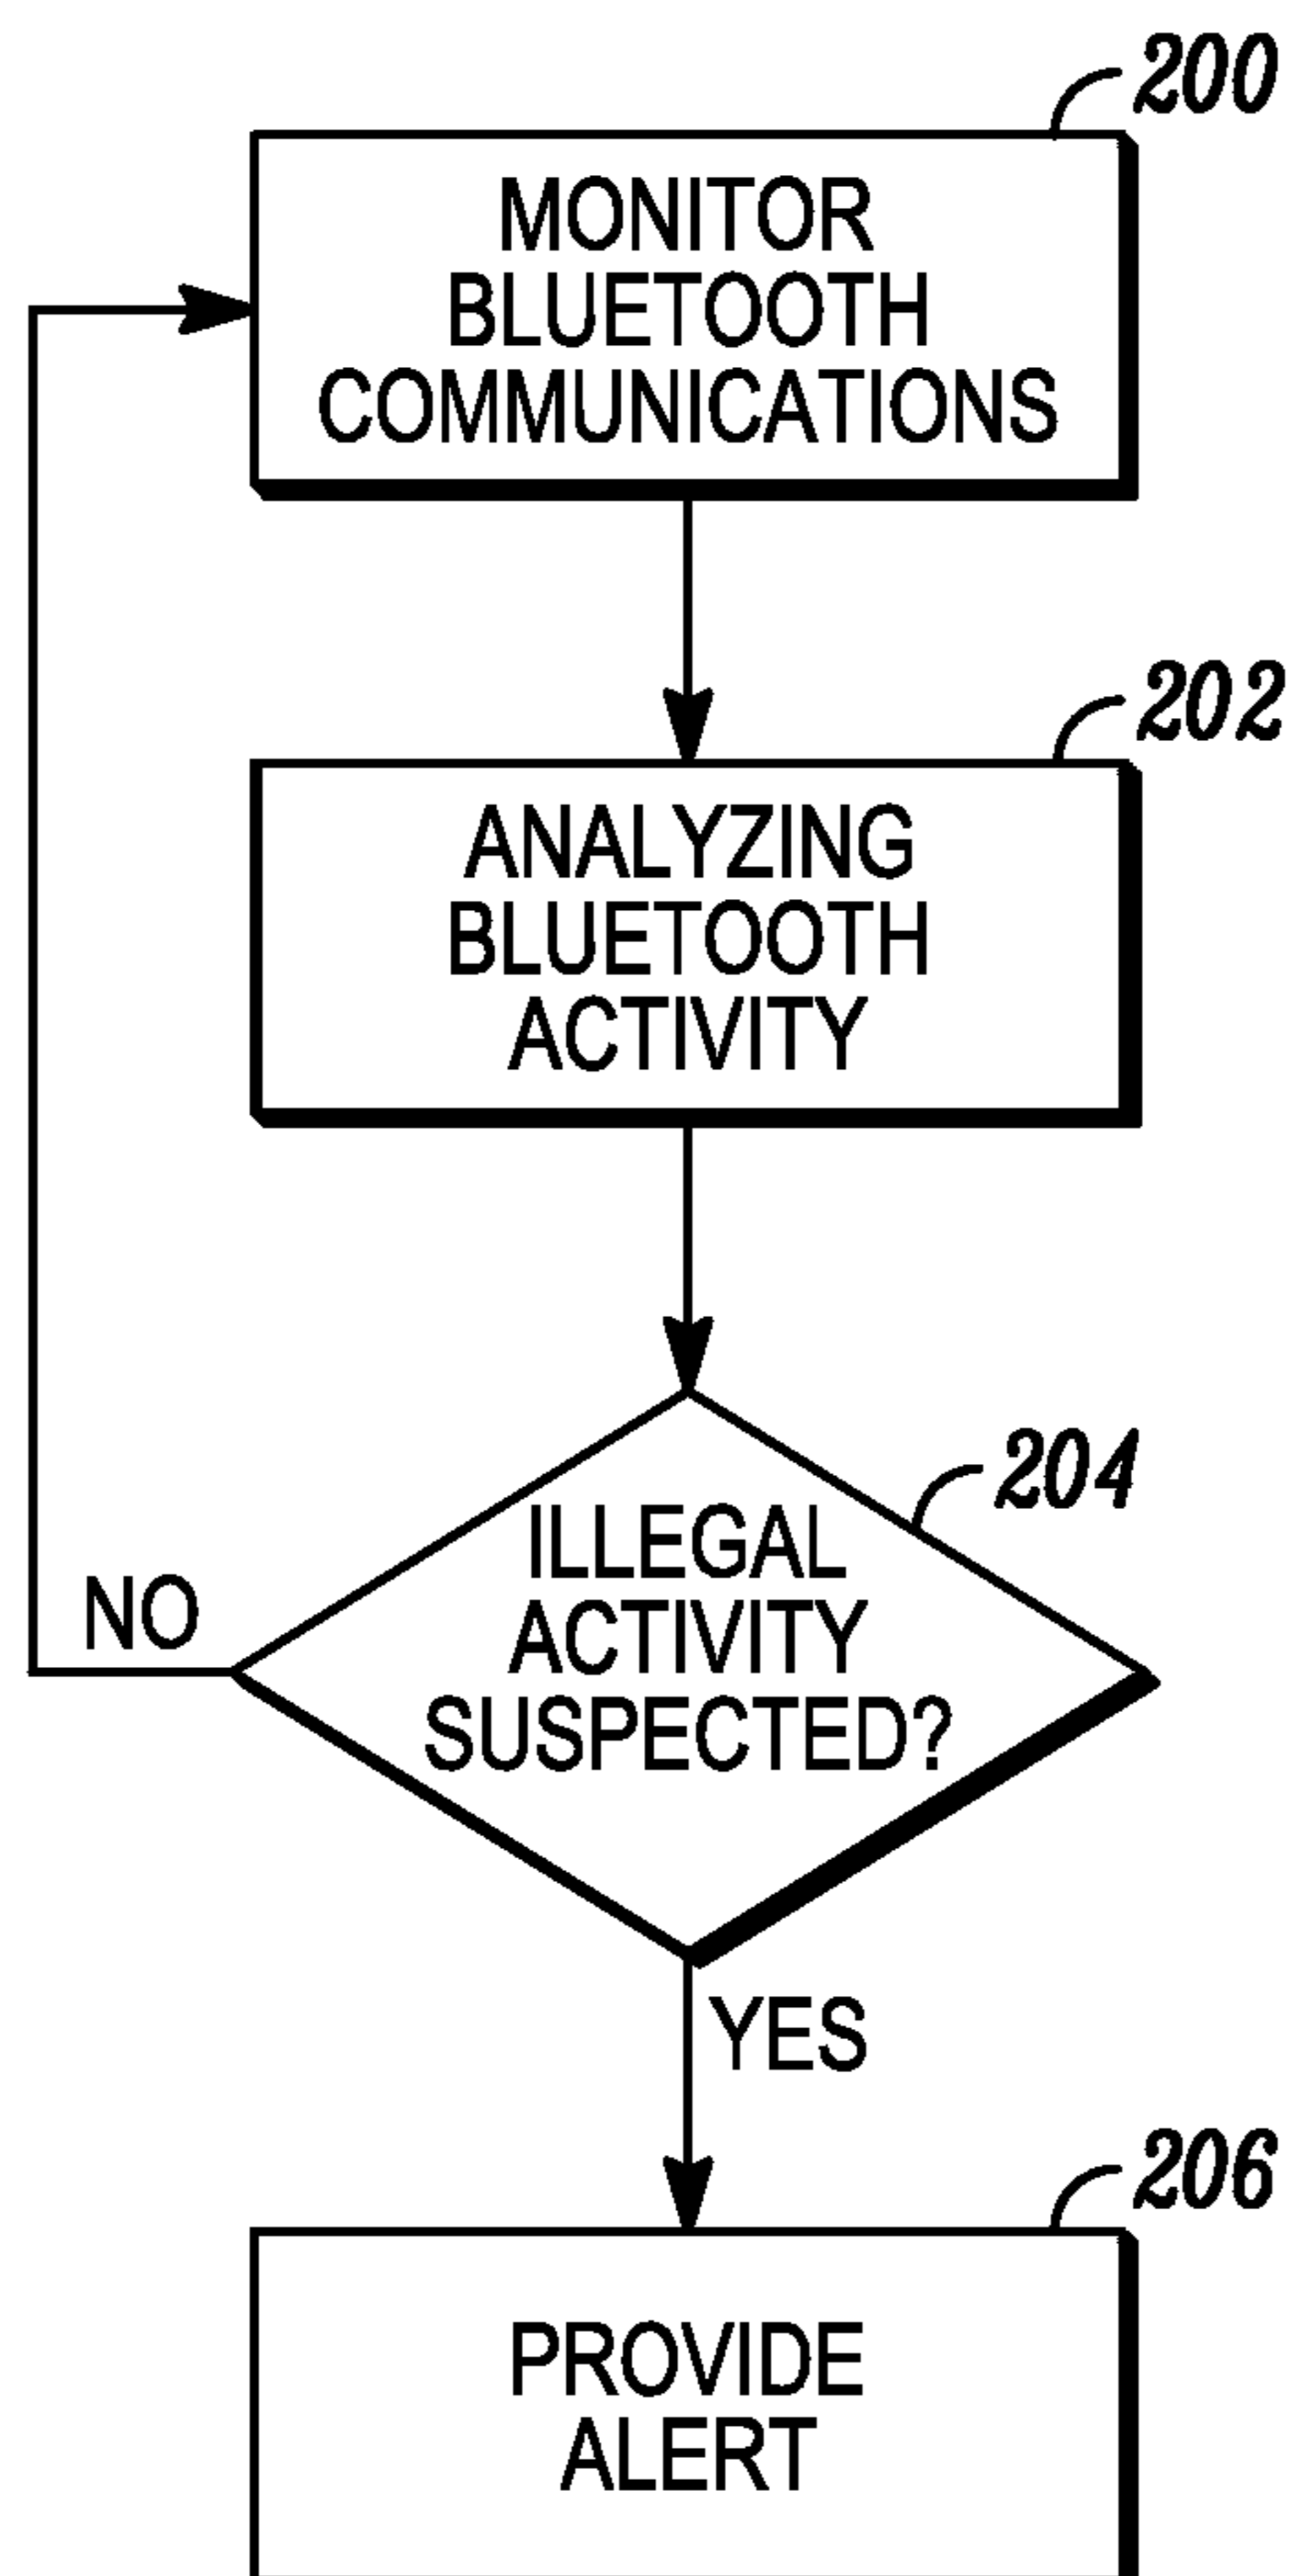 200
MONITOR
BLUETOOTH
COMMUNICATIONS
202
ANALYZING
BLUETOOTH
ACTIVITY
204
ILLEGAL
ACTIVITY
SUSPECTED?
NO
YES
206
PROVIDE
ALERT